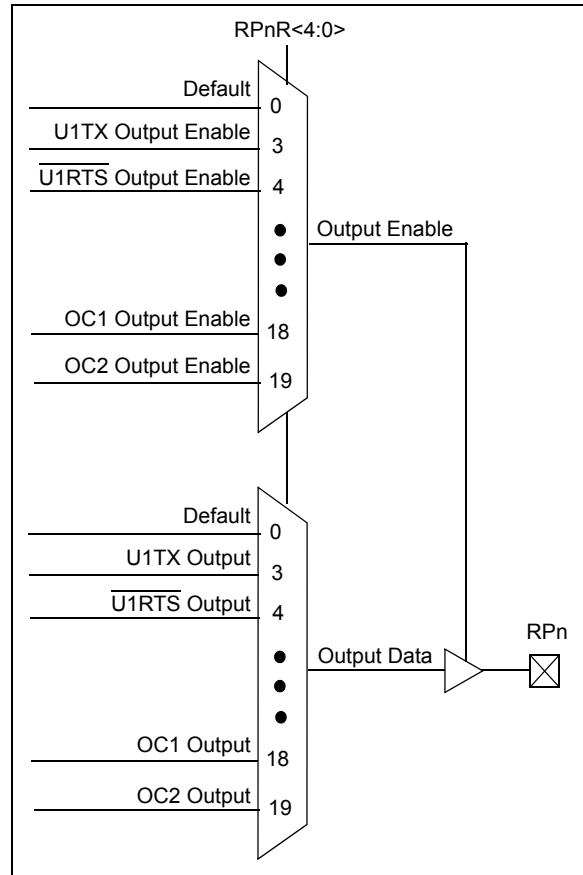 RPnR<4:0>
Default
0
U1TX Output Enable
3
U1RTS Output Enable
4
Output Enable
OC1 Output Enable
18
OC2 Output Enable
19
Default
0
U1TX Output
3
U1RTS Output
4
RPn
Output Data
OC1 Output
18
OC2 Output
19